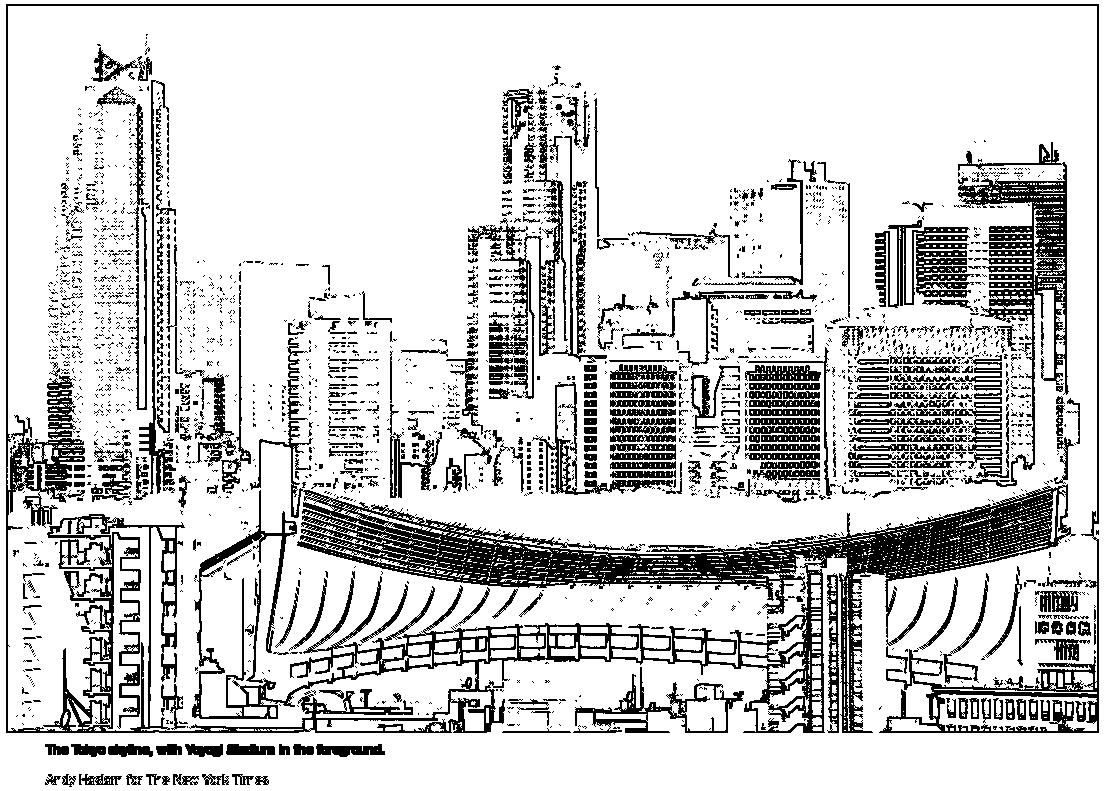 The Tokyo skyline, with Yoyogi Stadium in the foreground.
Andy Haslam for The New York Times